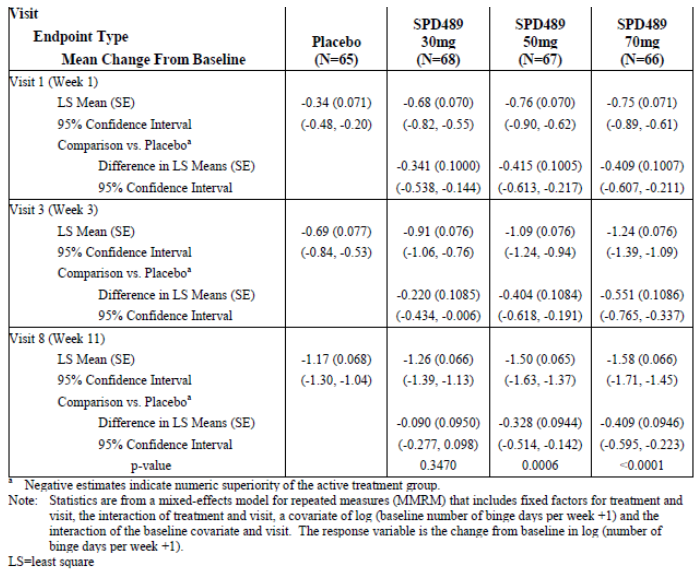 Visit
Endpoint Type
Mean Change From Baseline
Placebo
(N=65)
SPD489
30mg
(N=68)
SPD489
50mg
(N=67)
SPD489
70mg
(N=66)
Visit 1 (Week 1)
LS Mean (SE) -0.34 (0.071) -0.68 (0.070) -0.76 (0.070) -0.75 (0.071)
95% Confidence Interval (-0.48, -0.20) (-0.82, -0.55) (-0.90, -0.62) (-0.89, -0.61)
Comparison vs. Placeboᵃ
Difference in LS Means (SE) -0.341 (0.1000) -0.415 (0.1005) -0.409 (0.1007)
95% Confidence Interval (-0.538, -0.144) (-0.613, -0.217) (-0.607, -0.211)
Visit 3 (Week 3)
LS Mean (SE) -0.69 (0.077) -0.91 (0.076) -1.09 (0.076) -1.24 (0.076)
95% Confidence Interval (-0.84, -0.53) (-1.06, -0.76) (-1.24, -0.94) (-1.39, -1.09)
Comparison vs. Placeboᵃ
Difference in LS Means (SE) -0.220 (0.1085) -0.404 (0.1084) -0.551 (0.1086)
95% Confidence Interval (-0.434, -0.006) (-0.618, -0.191) (-0.765, -0.337)
Visit 8 (Week 11)
LS Mean (SE) -1.17 (0.068) -1.26 (0.066) -1.50 (0.065) -1.58 (0.066)
95% Confidence Interval (-1.30, -1.04) (-1.39, -1.13) (-1.63, -1.37) (-1.71, -1.45)
Comparison vs. Placeboᵃ
Difference in LS Means (SE) -0.090 (0.0950) -0.328 (0.0944) -0.409 (0.0946)
95% Confidence Interval (-0.277, 0.098) (-0.514, -0.142) (-0.595, -0.223)
p-value 0.3470 0.0006 <0.0001
ᵃ Negative estimates indicate numeric superiority of the active treatment group.
Note: Statistics are from a mixed-effects model for repeated measures (MMRM) that includes fixed factors for treatment and
visit, the interaction of treatment and visit, a covariate of log (baseline number of binge days per week +1) and the
interaction of the baseline covariate and visit. The response variable is the change from baseline in log (number of
binge days per week +1).
LS=least square